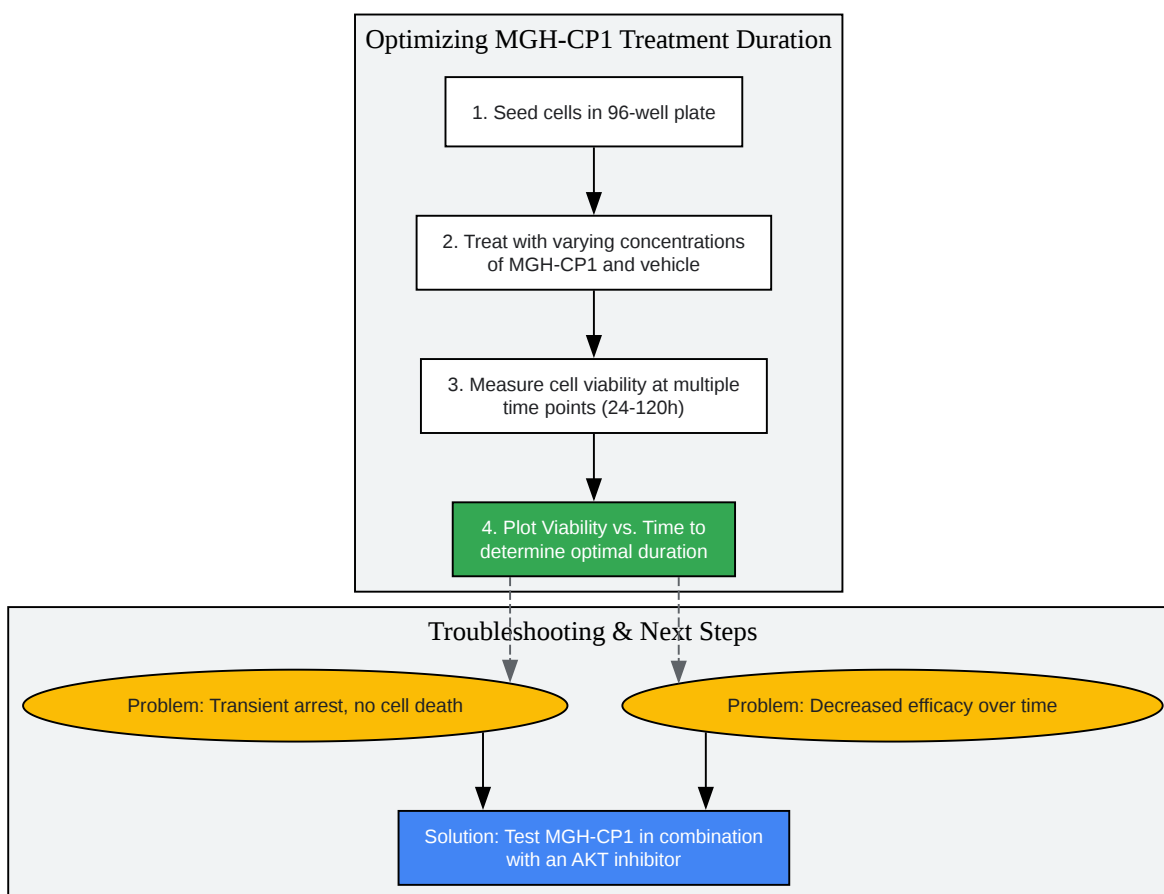 Optimizing MGH-CP1 Treatment Duration
1. Seed cells in 96-well plate
2. Treat with varying concentrations
of MGH-CP1 and vehicle
3. Measure cell viability at multiple
time points (24-120h)
4. Plot Viability vs. Time to
determine optimal duration
Troubleshooting & Next Steps
Problem: Transient arrest, no cell death
Problem: Decreased efficacy over time
Solution: Test MGH-CP1 in combination
with an AKT inhibitor